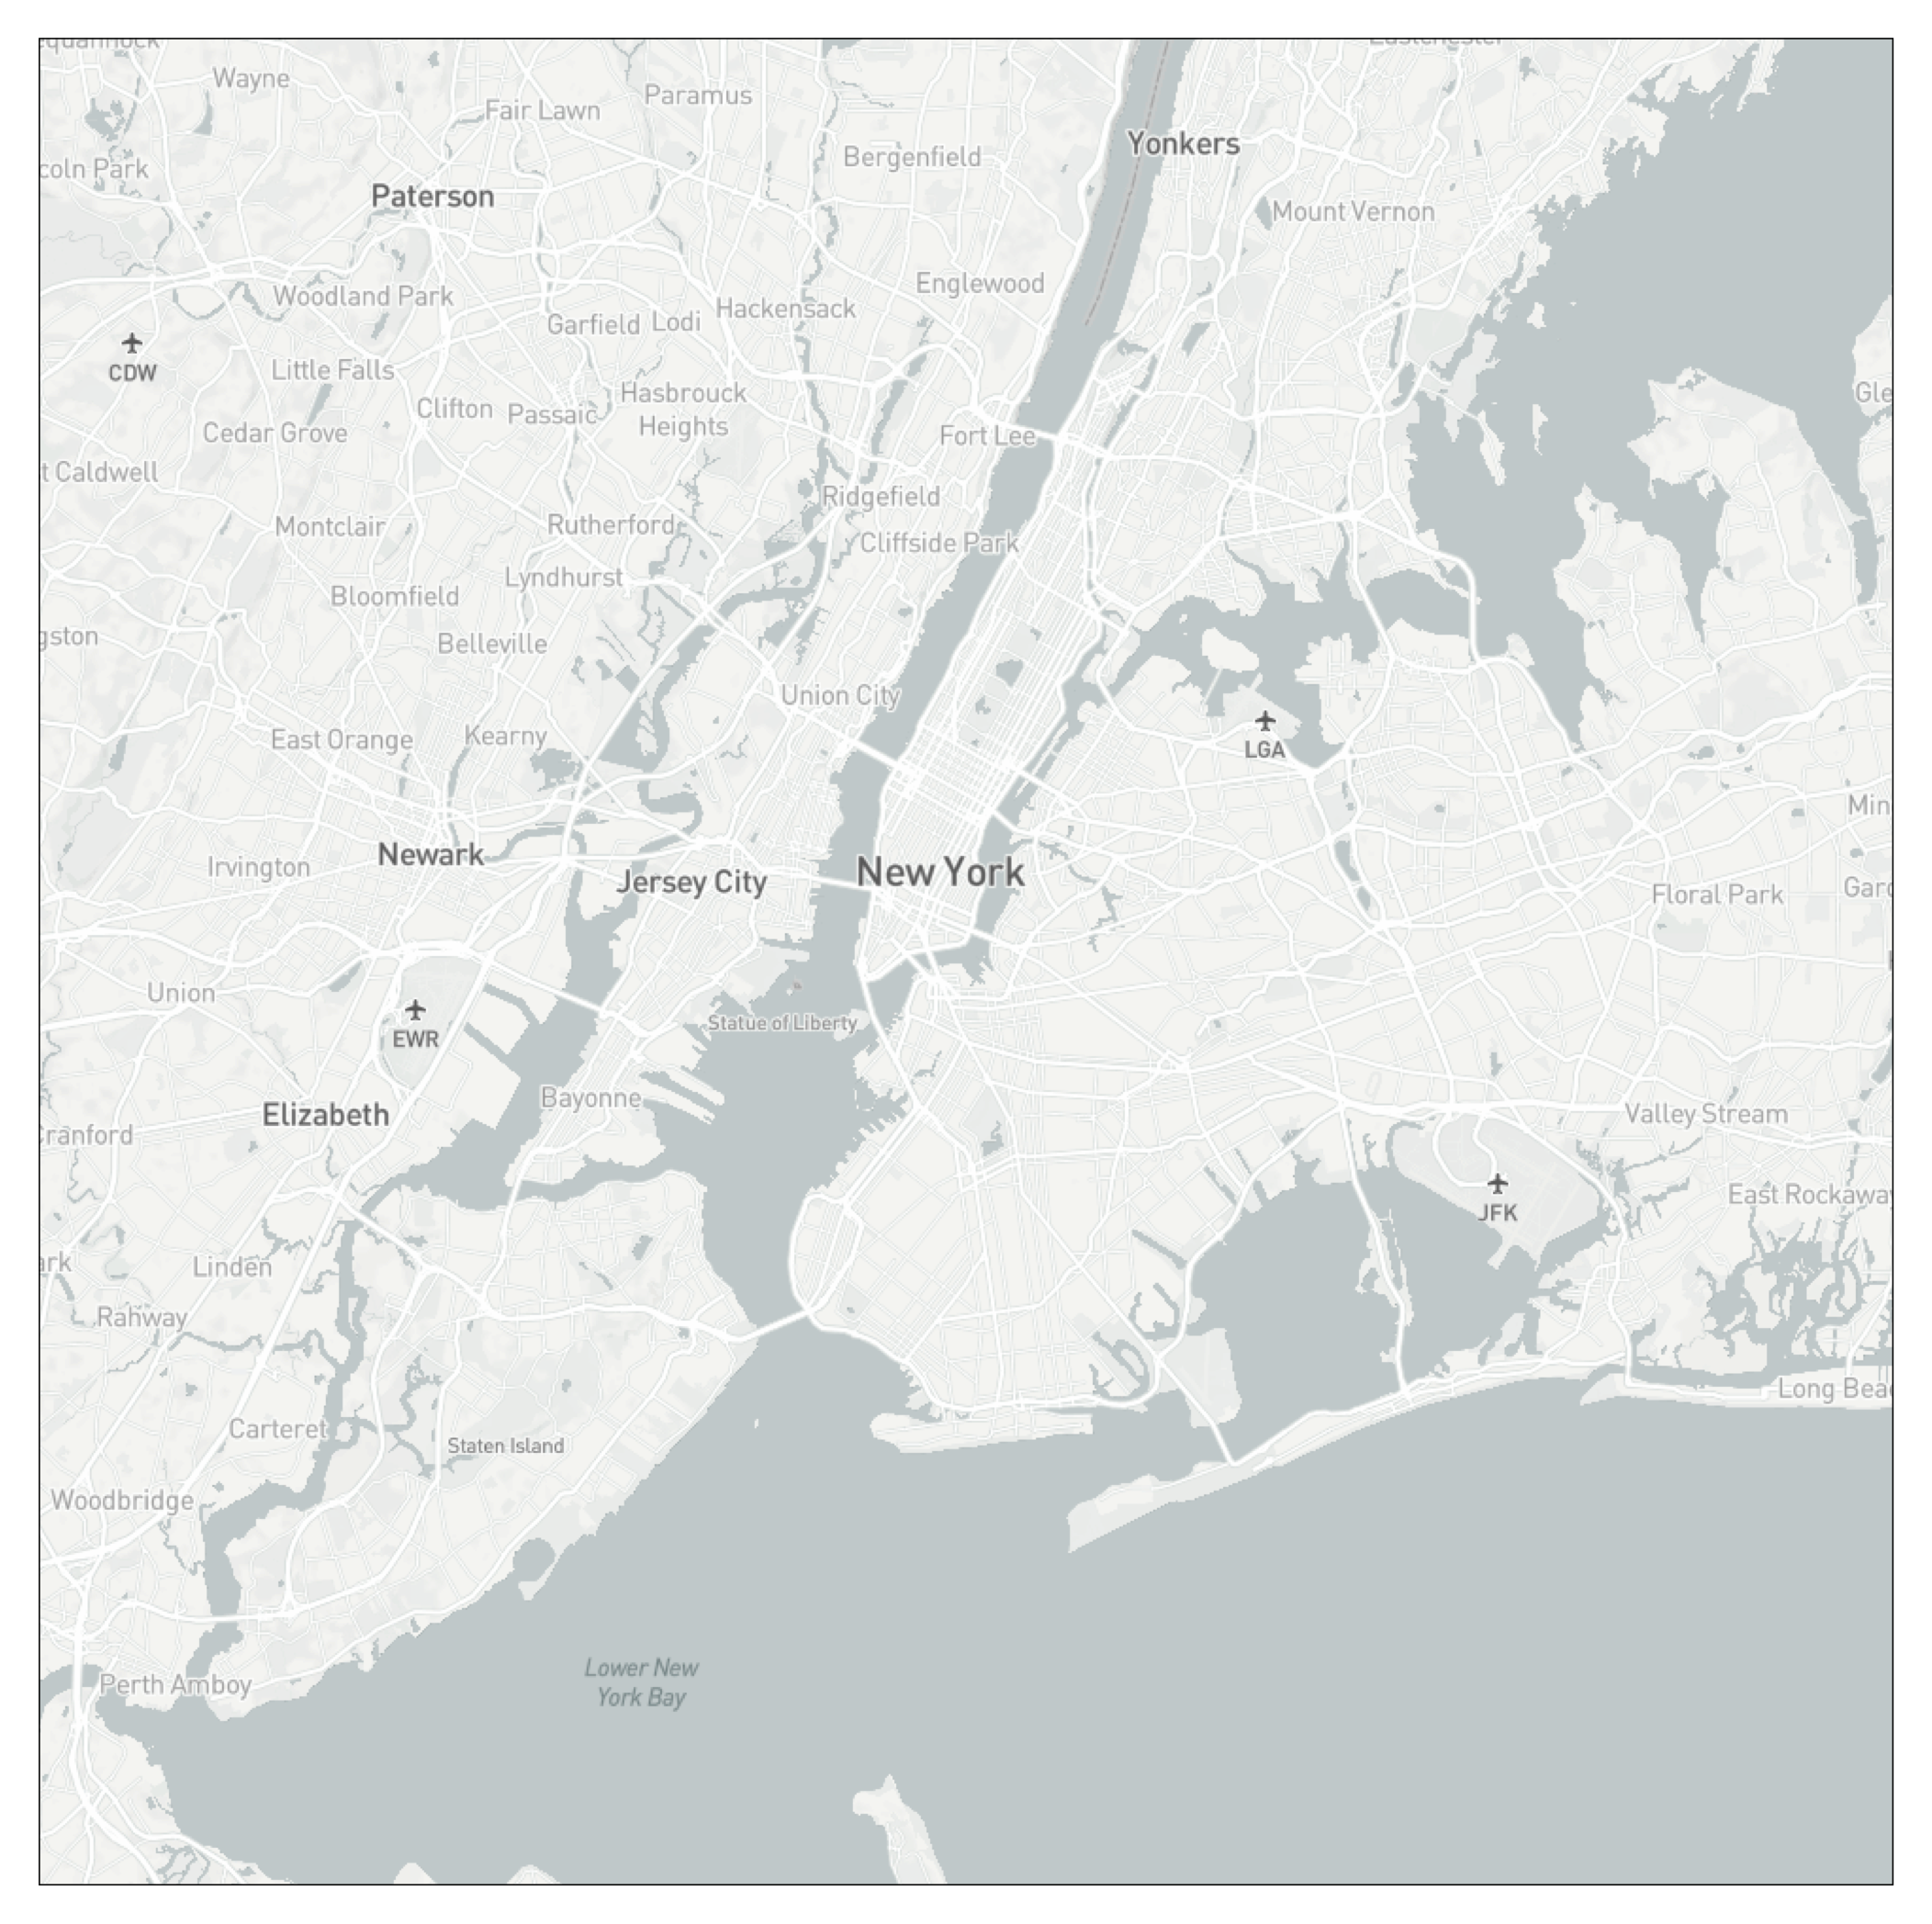 Wayne
Fair Lawn
Paramus
Bergenfield
Yonkers
coln Park
Paterson
Mount Vernon
Woodland Park
Garfield
Lodi
Hackensack
Englewood
CDW
Little Falls
Hasbrouck
Heights
Gle
Cedar Grove
Clifton
Passaic
Fort Lee
t Caldwell
Montclair
Rutherford
Ridgefield
Cliffside Park
Lyndhurst
Bloomfield
gston
Belleville
Union City
East Orange
Kearny
LGA
Min
Newark
Irvington
Jersey City
New York
Floral Park
Gard
Union
EWR
Statue of Liberty
Elizabeth
Bayonne
Valley Stream
Cranford
JFK
East Rockaway
ark
Linden
Rahway
Long Bea
Carteret
Staten Island
Woodbridge
Perth Amboy
Lower New
York Bay